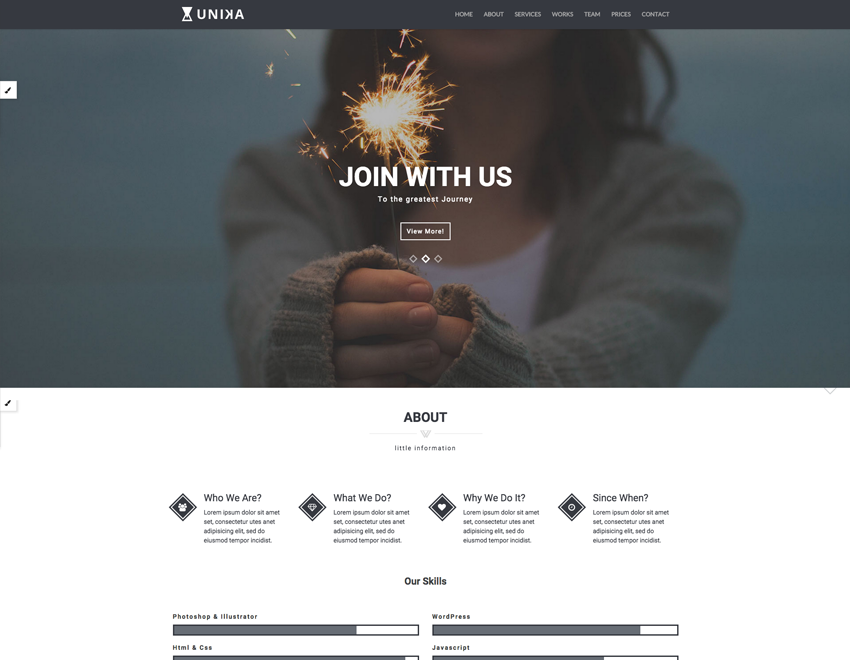 UNIKA
HOME ABOUT SERVICES WORKS TEAM PRICES CONTACT
JOIN WITH US
To the greatest Journey
View More!
ABOUT
little information
Who We Are?
Lorem ipsum dolor sit amet
set, consectetur utes anet
adipisicing elit, sed do
eiusmod tempor incidist.
What We Do?
Lorem ipsum dolor sit amet
set, consectetur utes anet
adipisicing elit, sed do
eiusmod tempor incidist.
Why We Do It?
Lorem ipsum dolor sit amet
set, consectetur utes anet
adipisicing elit, sed do
eiusmod tempor incidist.
Since When?
Lorem ipsum dolor sit amet
set, consectetur utes anet
adipisicing elit, sed do
eiusmod tempor incidist.
Our Skills
Photoshop & Illustrator
WordPress
Html & Css
Javascript